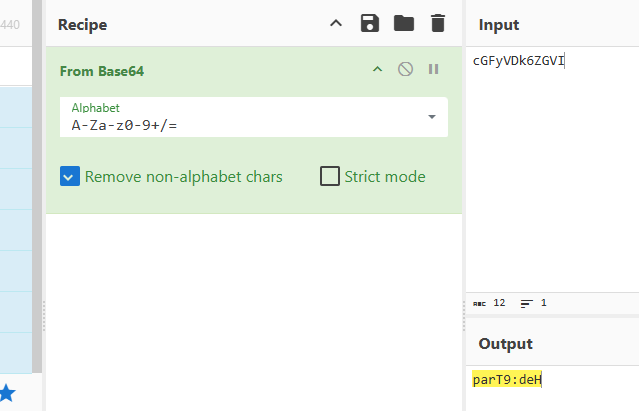 440
Recipe
Input
From Base64
cGFyVDk6ZGVI
Alphabet
A-Za-z0-9+/=
Remove non-alphabet chars
Strict mode
ABC 12
1
Output
parT9:deH